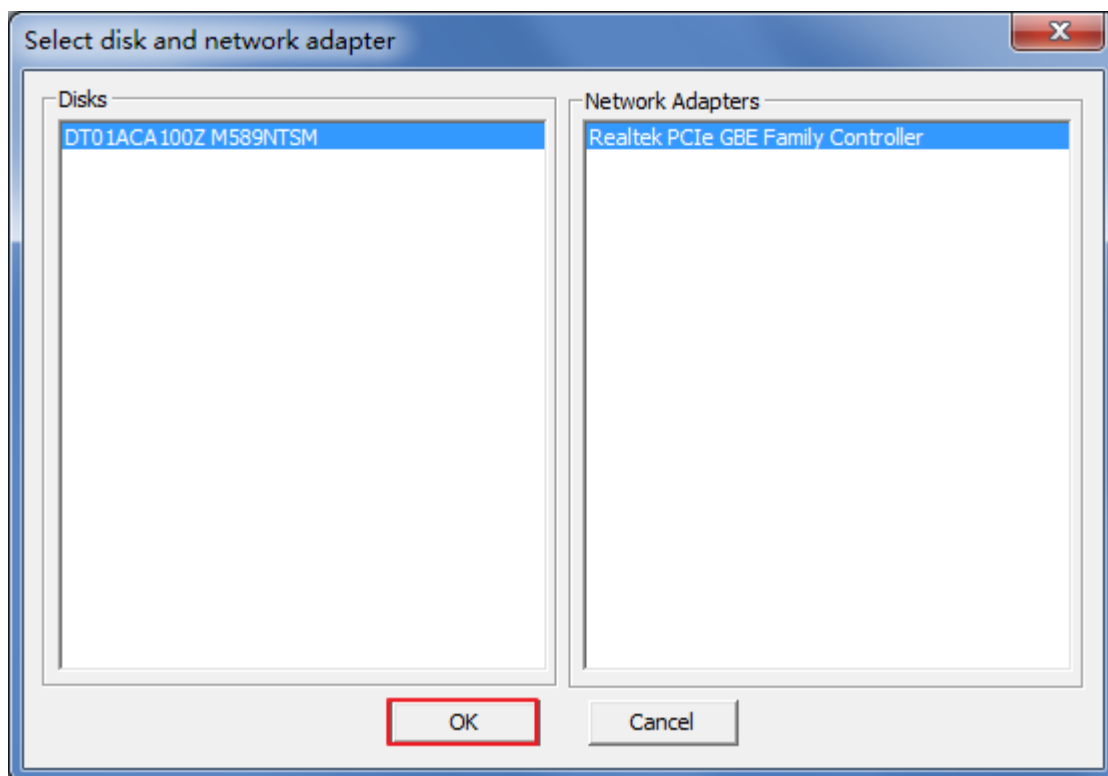 Select disk and network adapter
Disks
DT01ACA100Z M589NTSM
Network Adapters
Realtek PCIe GBE Family Controller
OK
Cancel